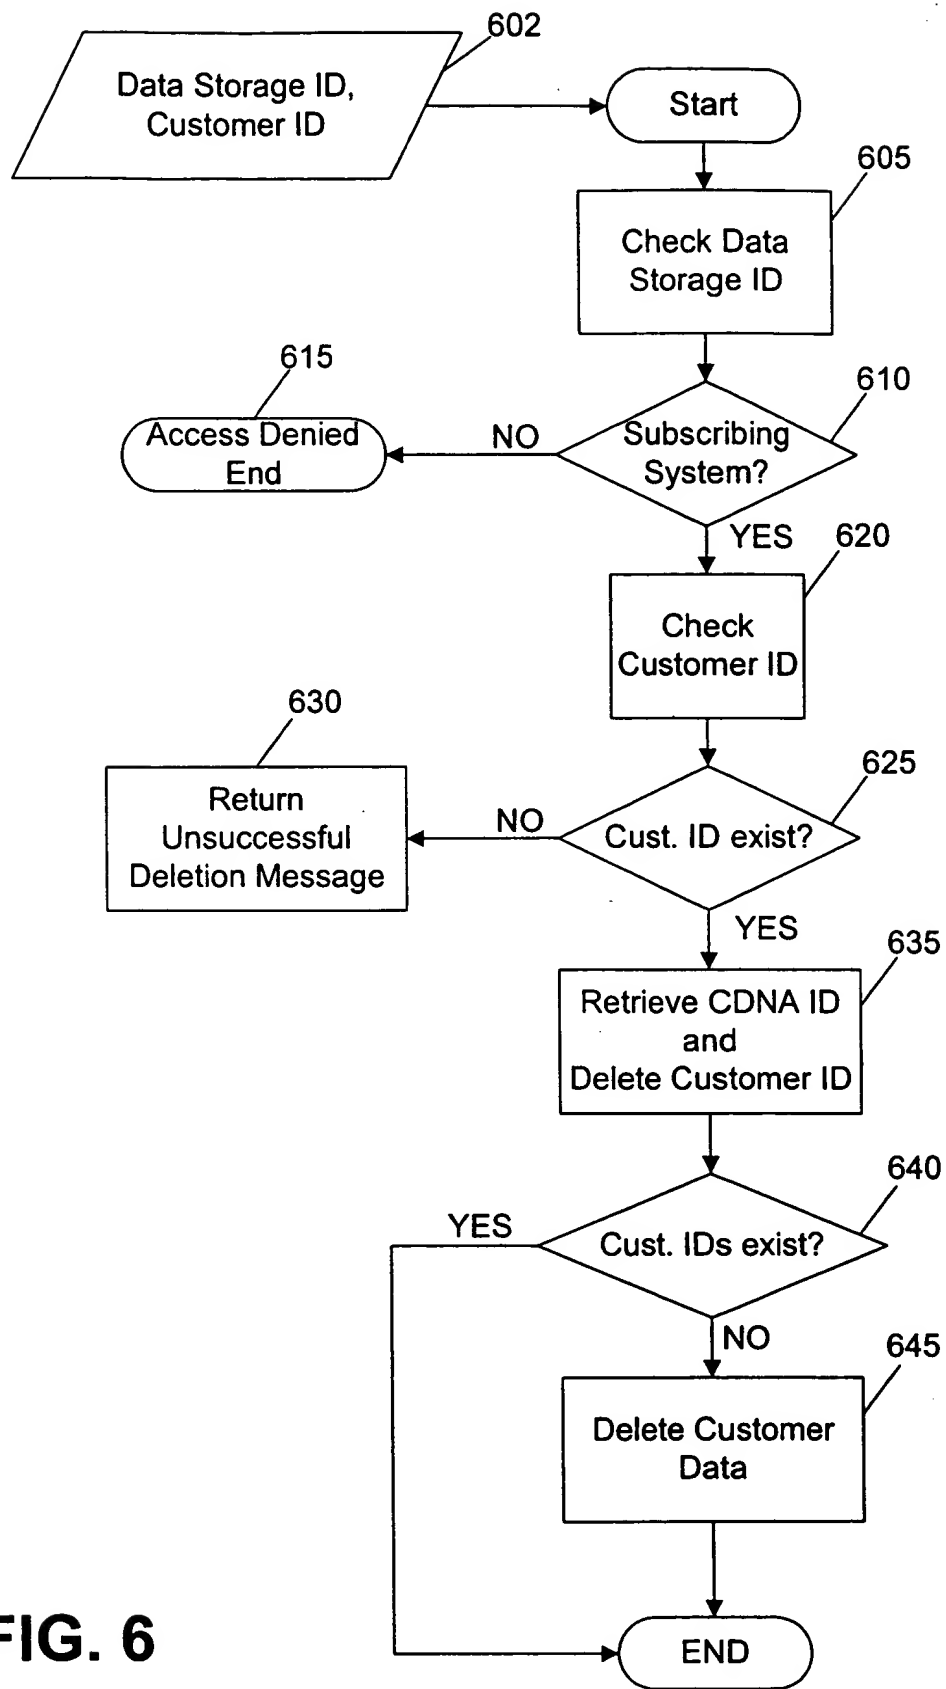 602
Data Storage ID,
Customer ID
Start
605
Check Data
Storage ID
615
610
Access Denied
End
NO
Subscribing
System?
YES
620
Check
Customer ID
630
625
Return
Unsuccessful
Deletion Message
NO
Cust. ID exist?
YES
635
Retrieve CDNA ID
and
Delete Customer ID
640
YES
Cust. IDs exist?
NO
645
Delete Customer
Data
END
FIG. 6